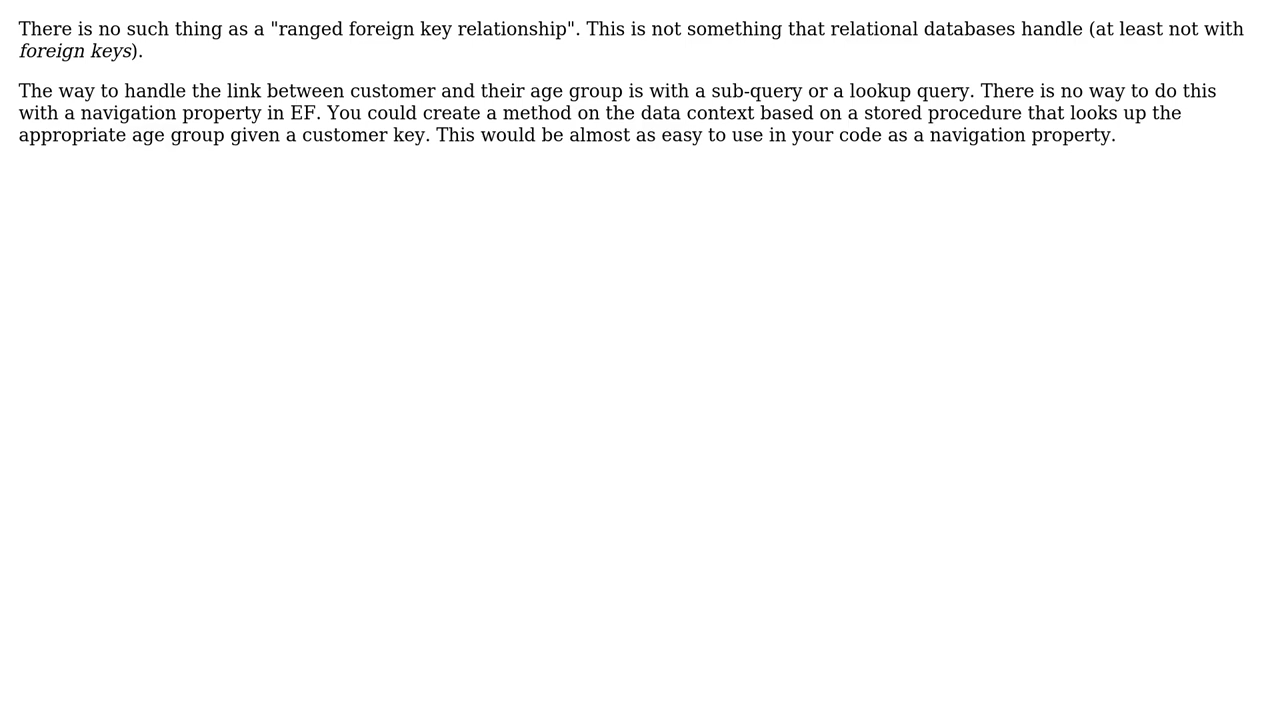 There is no such thing as a "ranged foreign key relationship". This is not something that relational databases handle (at least not with
foreign keys).
The way to handle the link between customer and their age group is with a sub-query or a lookup query. There is no way to do this
with a navigation property in EF. You could create a method on the data context based on a stored procedure that looks up the
appropriate age group given a customer key. This would be almost as easy to use in your code as a navigation property.